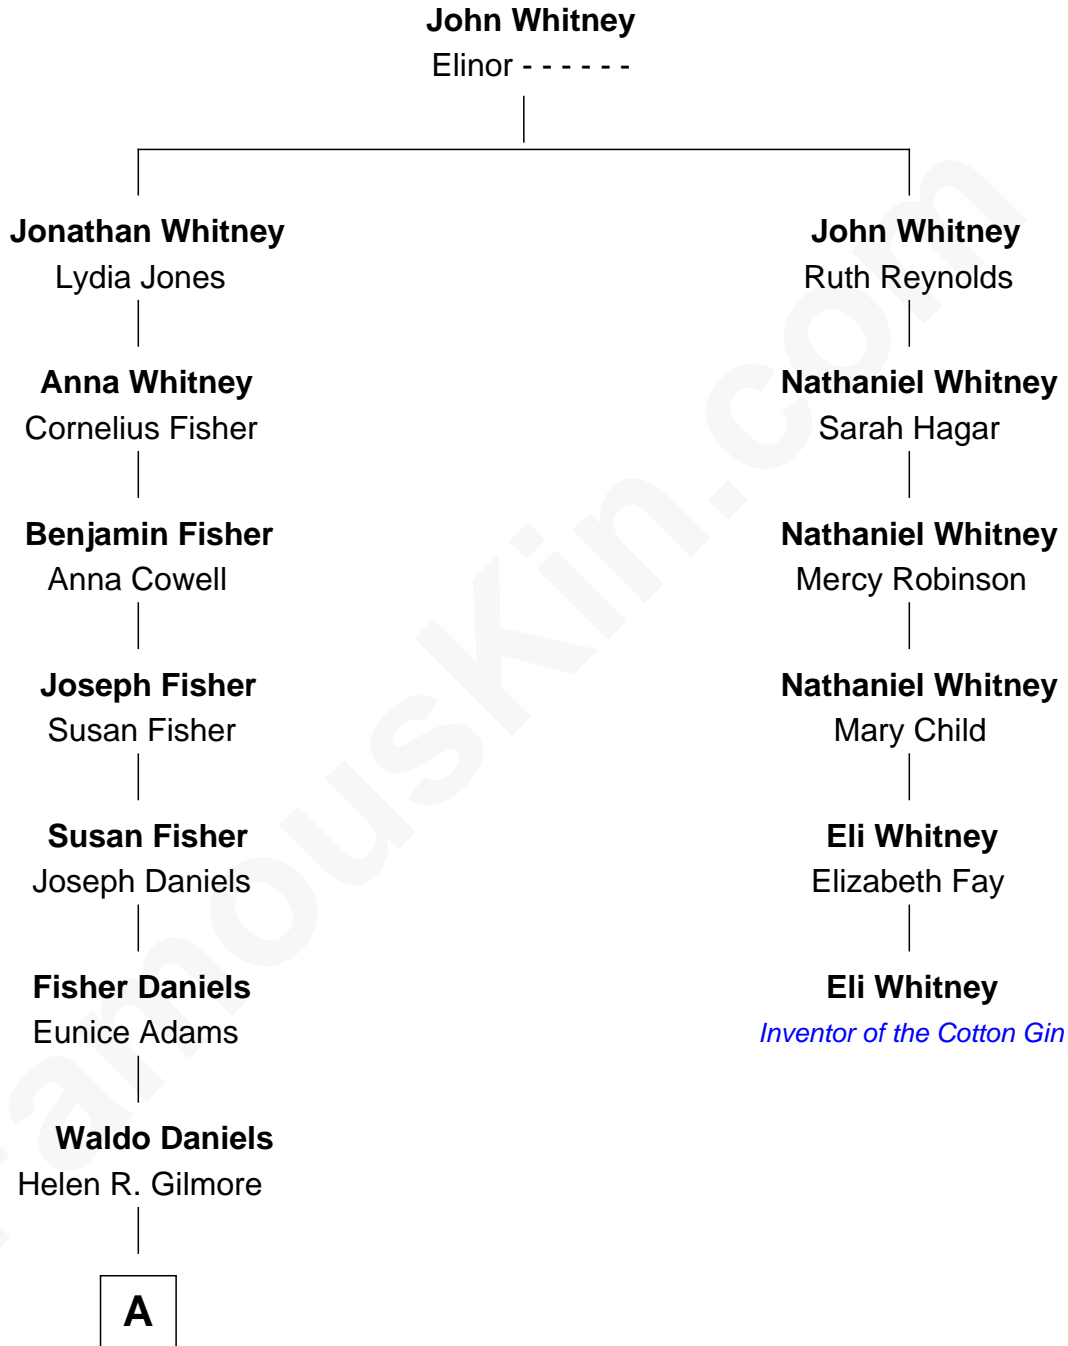 John Whitney
Elinor - - - - - -
Jonathan Whitney
Lydia Jones
John Whitney
Ruth Reynolds
Anna Whitney
Cornelius Fisher
Nathaniel Whitney
Sarah Hagar
Benjamin Fisher
Anna Cowell
Nathaniel Whitney
Mercy Robinson
Joseph Fisher
Susan Fisher
Nathaniel Whitney
Mary Child
Susan Fisher
Joseph Daniels
Eli Whitney
Elizabeth Fay
Fisher Daniels
Eunice Adams
Eli Whitney
Inventor of the Cotton Gin
Waldo Daniels
Helen R. Gilmore
A
FamousKin.com